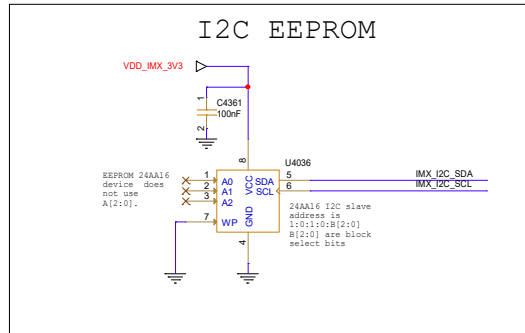 I2C EEPROM
VDD_IMX_3V3
1
C4361
100nF
2
8
U4036
EEPROM 24AA16
device does
not use
A[2:0].
1
A0
2
A1
3
A2
7
WP
VCC
GND
SDA
5
IMX_I2C_SDA
SCL
6
IMX_I2C_SCL
4
24AA16 I2C slave
address is
1:0:1:0:B[2:0]
B[2:0] are block
select bits